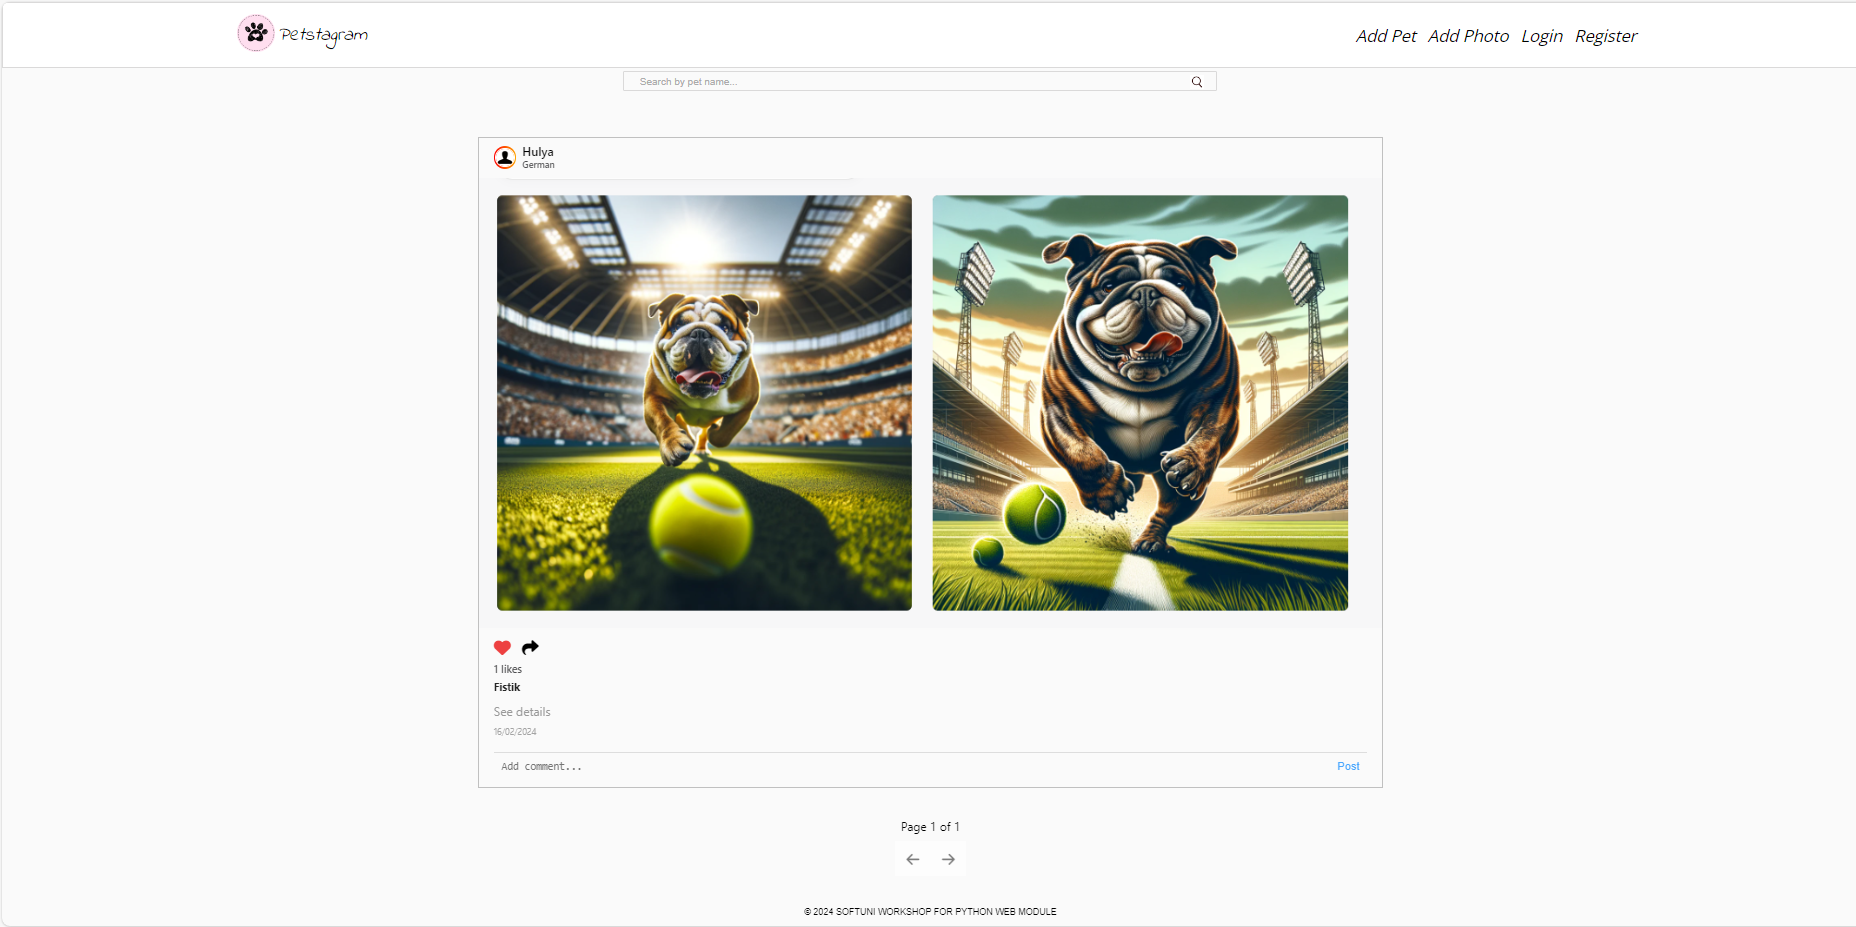 Petstagram
Add Pet Add Photo Login Register
Search by pet name...
Hulya
German
1 likes
Fistik
See details
16/02/2024
Add comment...
Post
Page 1 of 1
© 2024 SOFTUNI WORKSHOP FOR PYTHON WEB MODULE